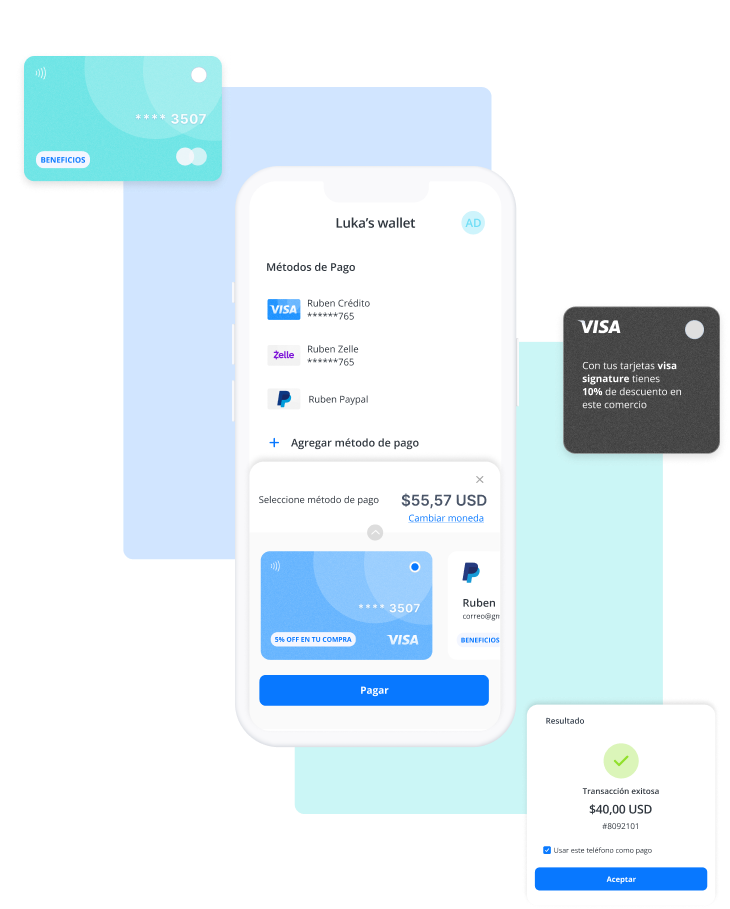 **** 3507
BENEFICIOS
Luka's wallet
AD
Métodos de Pago
VISA
Ruben Crédito
******765
Zelle
Ruben Zelle
******765
Ruben Paypal
+ Agregar método de pago
VISA
Con tus tarjetas visa
signature tienes
10% de descuento en
este comercio
Seleccione método de pago
$55,57 USD
Cambiar moneda
**** 3507
5% OFF EN TU COMPRA
VISA
Ruben
correo@gm
BENEFICIOS
Pagar
Resultado
Transacción exitosa
$40,00 USD
#8092101
Usar este teléfono como pago
Aceptar